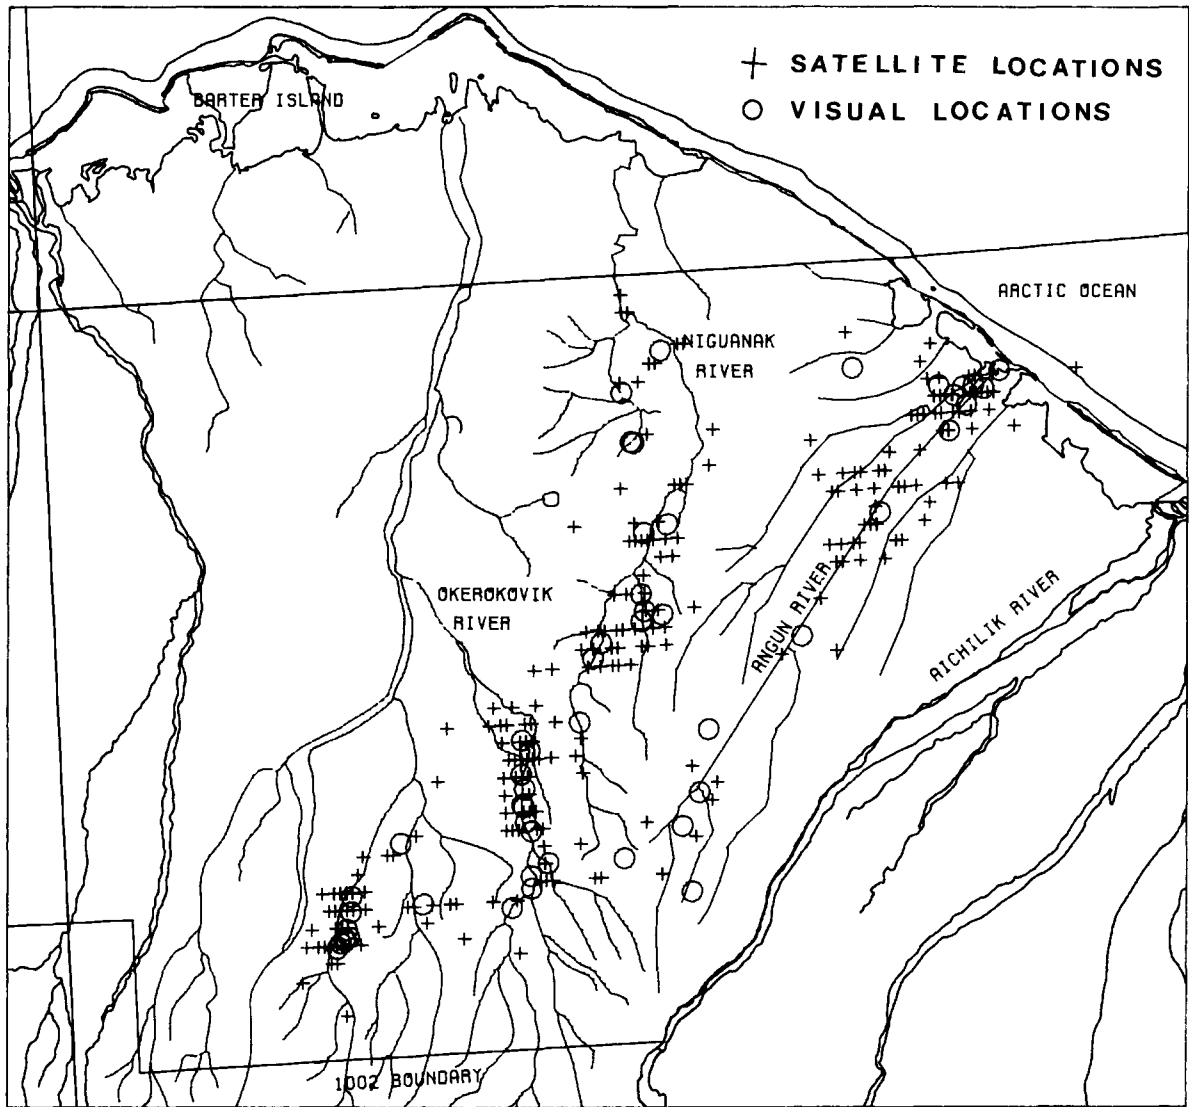 SATELLITE LOCATIONS
VISUAL LOCATIONS
BARTER ISLAND
ARCTIC OCEAN
NIGUANAK
RIVER
OKEROKOVIK
RIVER
ANGUN RIVER
AICHILIK RIVER
1002 BOUNDARY